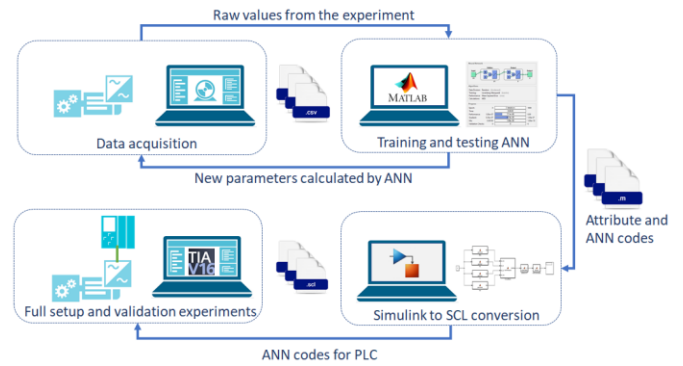 Raw values from the experiment
MATLAB
.csv
Data acquisition
Training and testing ANN
New parameters calculated by ANN
.m
Attribute and
ANN codes
TIA
V16
.scl
Full setup and validation experiments
Simulink to SCL conversion
ANN codes for PLC